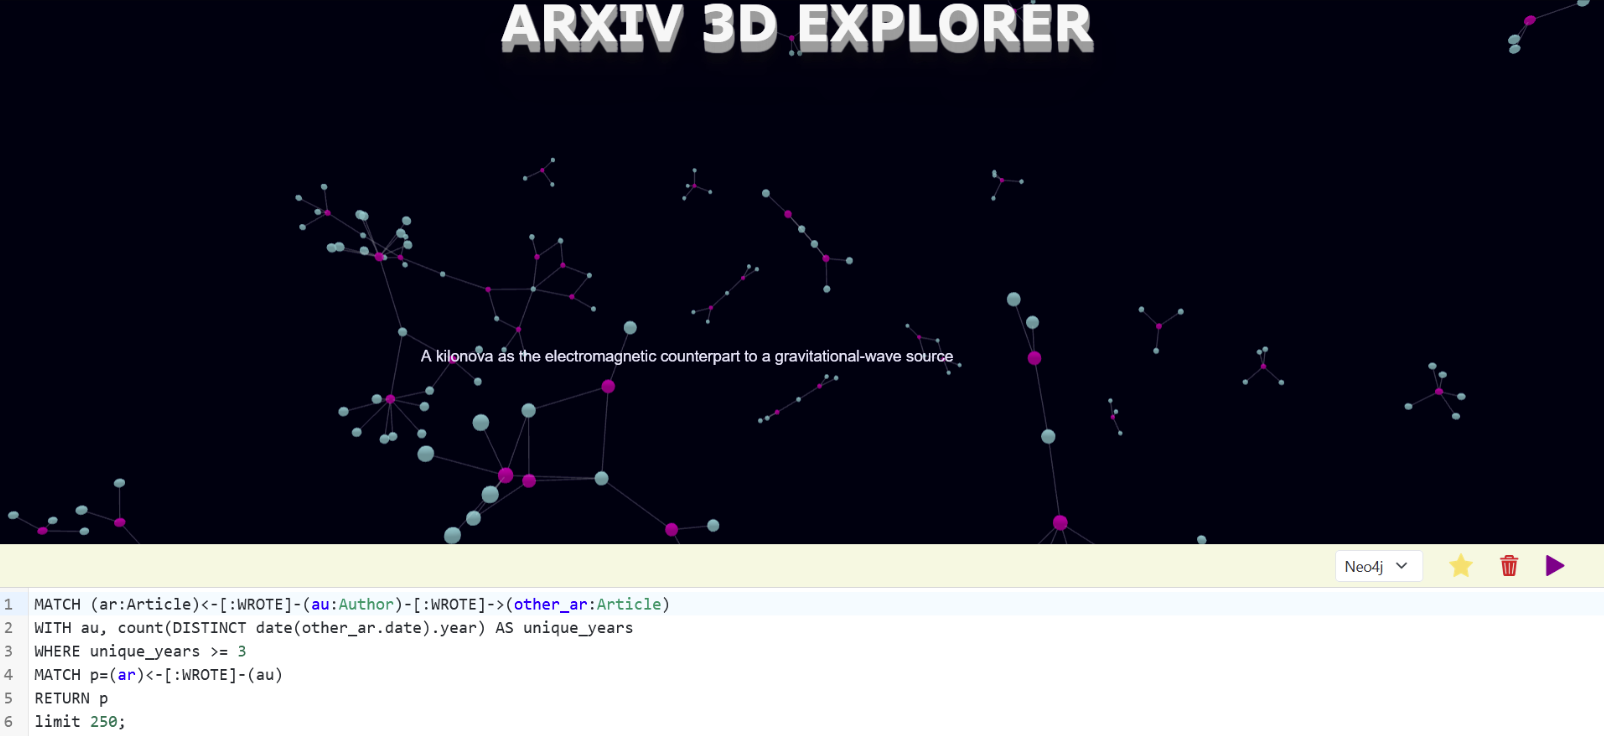 ARXIV 3D EXPLORER
A kilonova as the electromagnetic counterpart to a gravitational-wave source
Neo4j
1 MATCH (ar:Article)<-[:WROTE]-(au:Author)-[:WROTE]->(other_ar:Article)
2 WITH au, count(DISTINCT date(other_ar.date).year) AS unique_years
3 WHERE unique_years >= 3
4 MATCH p=(ar)<-[:WROTE]-(au)
5 RETURN p
6 limit 250;